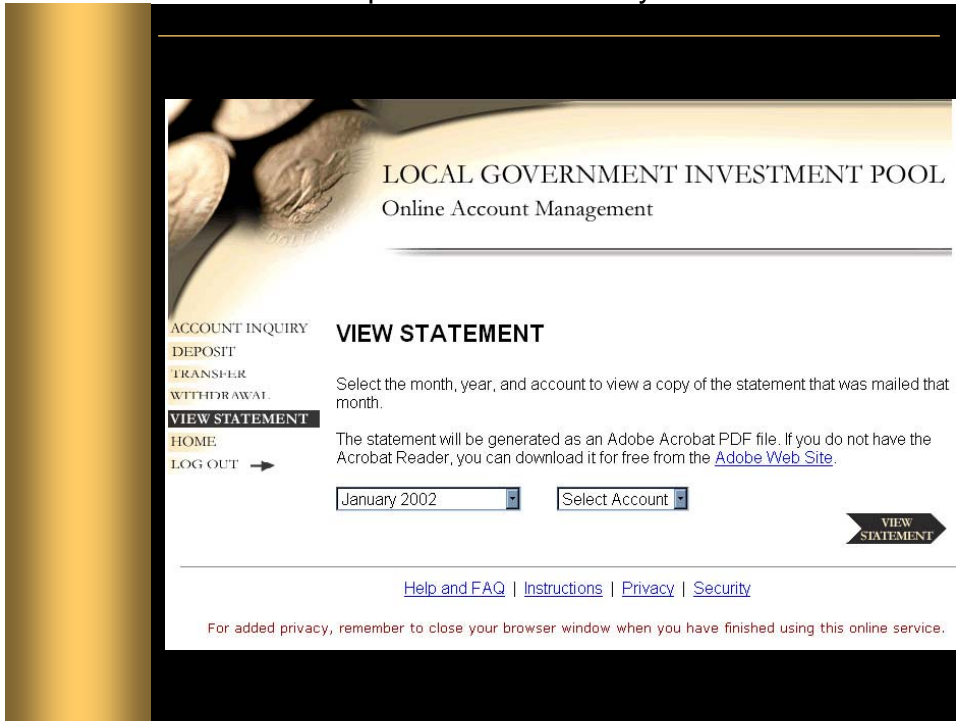 LOCAL GOVERNMENT INVESTMENT POOL
Online Account Management
ACCOUNT INQUIRY
DEPOSIT
TRANSFER
WITHDRAWAL
VIEW STATEMENT
HOME
LOG OUT
VIEW STATEMENT
Select the month, year, and account to view a copy of the statement that was mailed that
month.
The statement will be generated as an Adobe Acrobat PDF file. If you do not have the
Acrobat Reader, you can download it for free from the Adobe Web Site.
January 2002
Select Account
VIEW
STATEMENT
Help and FAQ | Instructions | Privacy | Security
For added privacy, remember to close your browser window when you have finished using this online service.